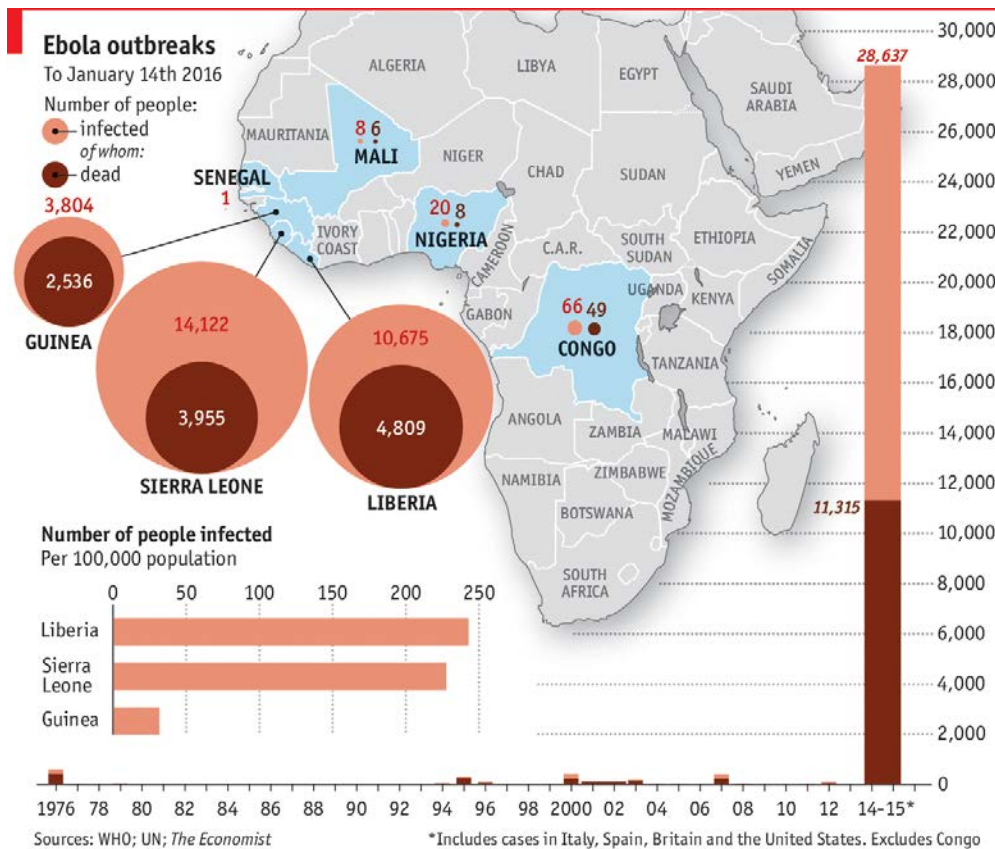 Ebola outbreaks
To January 14th 2016
Number of people:
infected
of whom:
dead
ALGERIA
LIBYA
EGYPT
SAUDI
ARABIA
YEMEN
MAURITANIA
8 6
MALI
NIGER
CHAD
SUDAN
SENEGAL
1
IVORY
COAST
20 8
NIGERIA
CAMEROON
C.A.R.
SOUTH
SUDAN
ETHIOPIA
SOMALIA
UGANDA
KENYA
GABON
66 49
CONGO
TANZANIA
ANGOLA
ZAMBIA
MALAWI
MOZAMBIQUE
ZIMBABWE
NAMIBIA
BOTSWANA
SOUTH
AFRICA
3,804
2,536
GUINEA
14,122
3,955
SIERRA LEONE
10,675
4,809
LIBERIA
Number of people infected
Per 100,000 population
0 50 100 150 200 250
Liberia
Sierra
Leone
Guinea
28,637
11,315
30,000
28,000
26,000
24,000
22,000
20,000
18,000
16,000
14,000
12,000
10,000
8,000
6,000
4,000
2,000
0
1976 78 80 82 84 86 88 90 92 94 96 98 2000 02 04 06 08 10 12 14-15*
Sources: WHO; UN; The Economist
*Includes cases in Italy, Spain, Britain and the United States. Excludes Congo